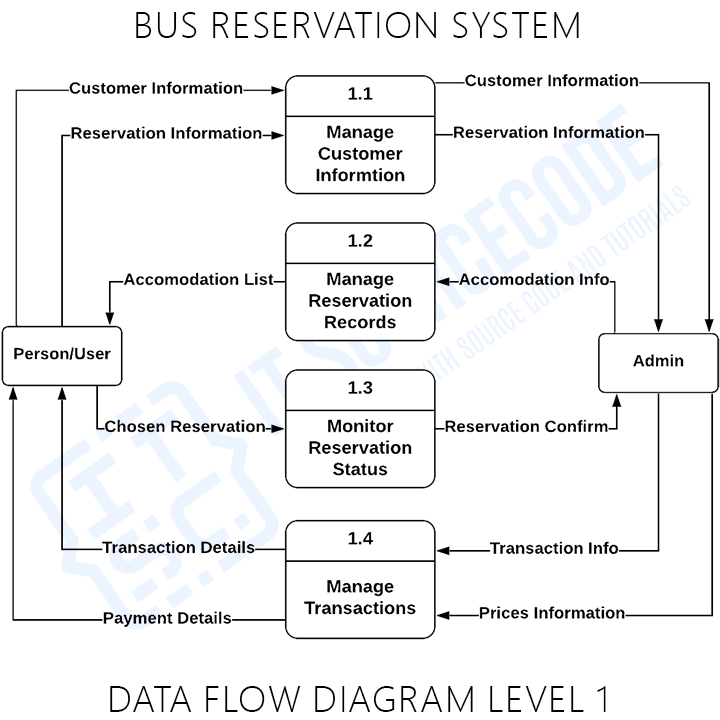 BUS RESERVATION SYSTEM
Customer Information
1.1
Customer Information
Reservation Information
Manage
Customer
Informtion
Reservation Information
1.2
Accomodation List
Manage
Reservation
Records
Accomodation Info
Person/User
Admin
1.3
Chosen Reservation
Monitor
Reservation
Status
Reservation Confirm
1.4
Transaction Details
Transaction Info
Manage
Transactions
Payment Details
Prices Information
DATA FLOW DIAGRAM LEVEL 1
IT SOURCECODE
WITH SOURCE CODE AND TUTORIALS